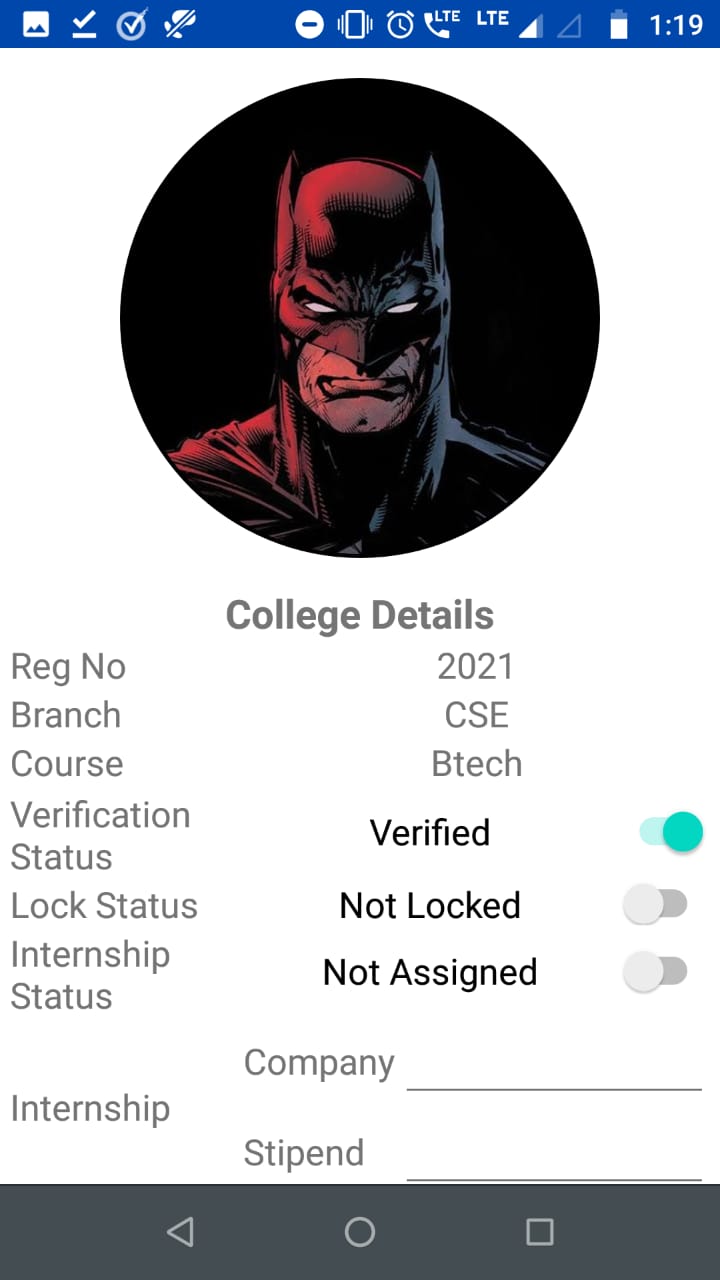 LTE LTE 1:19
College Details
Reg No 2021
Branch CSE
Course Btech
Verification
Status Verified
Lock Status Not Locked
Internship
Status Not Assigned
Company
Internship
Stipend